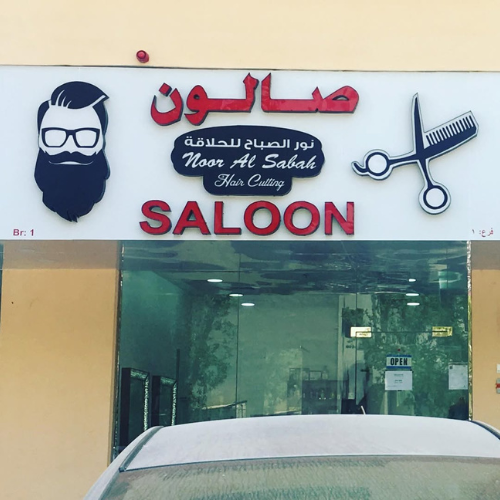 صالون
نور الصباح للحلاقة
Noor Al Sabah
Hair Cutting
SALOON
Br: 1
فرع: ١
OPEN